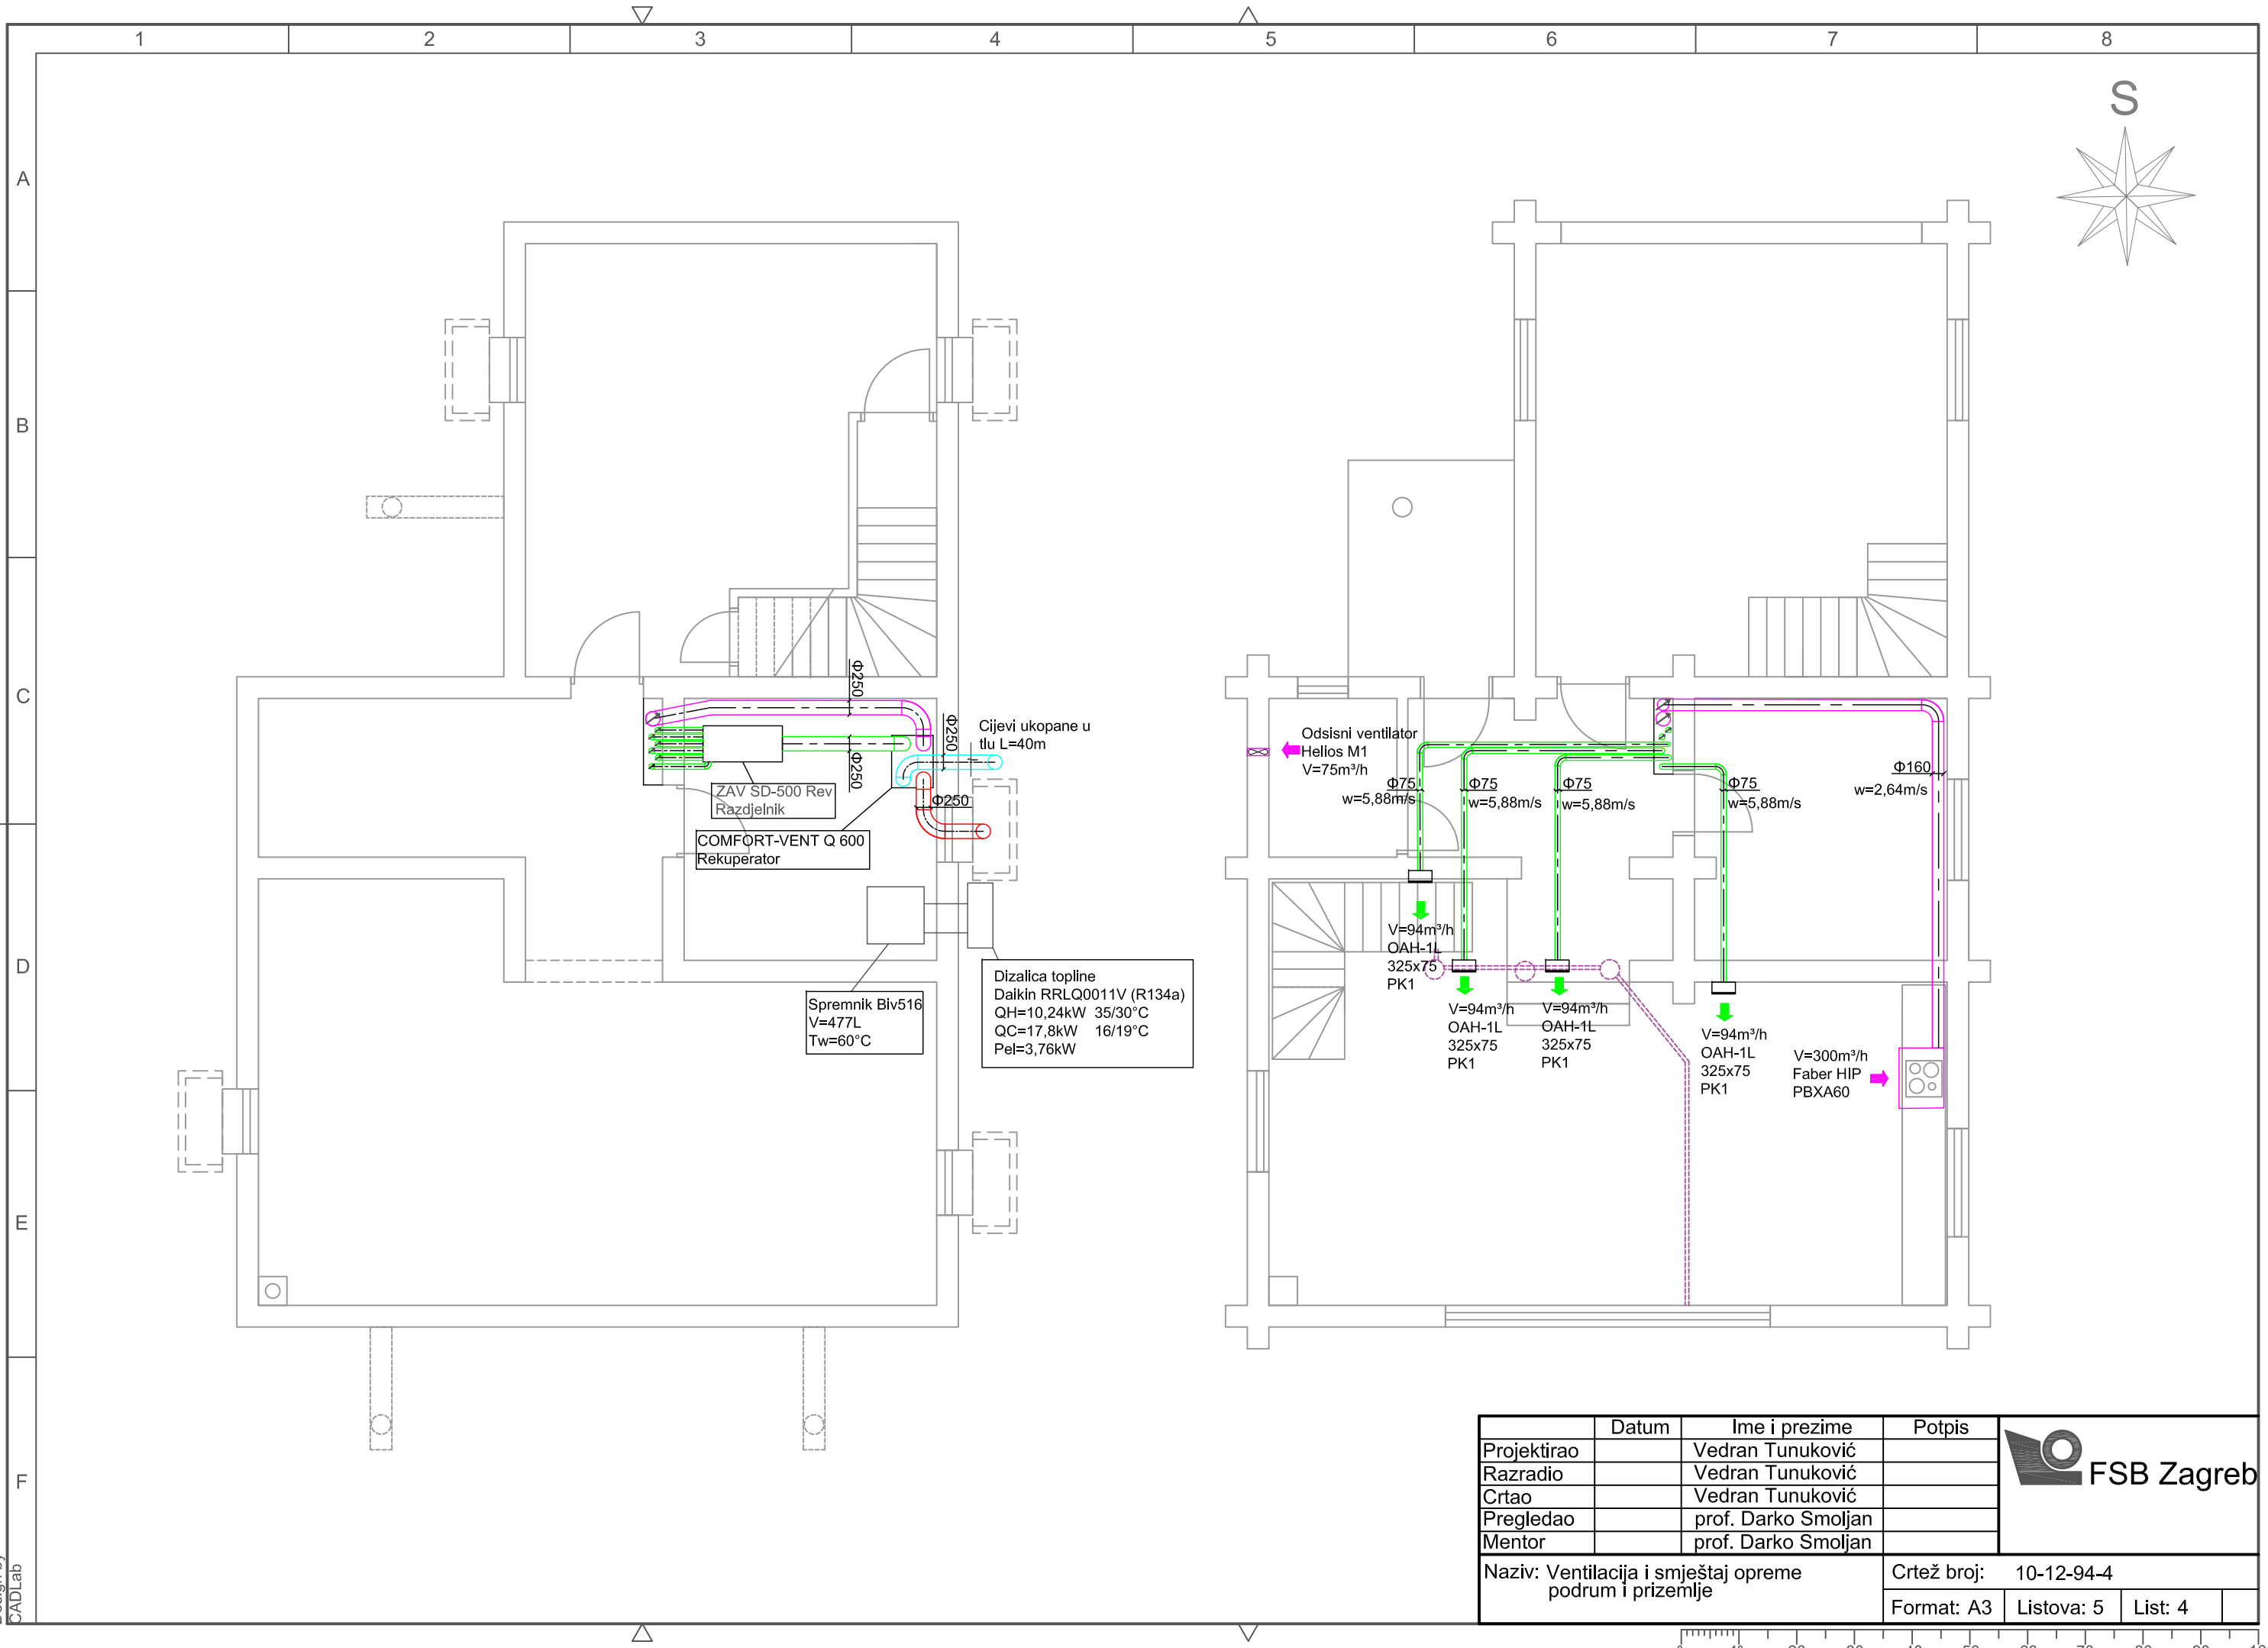 1 2 3 4 5 6 7 8
A
B
C
D
E
F
S
Φ250
Φ250
Φ250
Φ250
Cijevi ukopane u
tlu L=40m
ZAV SD-500 Rev
Razdjelnik
COMFORT-VENT Q 600
Rekuperator
Spremnik Biv516
V=477L
Tw=60°C
Dizalica topline
Daikin RRLQ0011V (R134a)
QH=10,24kW 35/30°C
QC=17,8kW 16/19°C
Pel=3,76kW
Odsisni ventilator
Helios M1
V=75m³/h
Φ75
w=5,88m/s
Φ75
w=5,88m/s
Φ75
w=5,88m/s
Φ75
w=5,88m/s
Φ160
w=2,64m/s
V=94m³/h
OAH-1L
325x75
PK1
V=94m³/h
OAH-1L
325x75
PK1
V=94m³/h
OAH-1L
325x75
PK1
V=94m³/h
OAH-1L
325x75
PK1
V=300m³/h
Faber HIP
PBXA60
Datum Ime i prezime Potpis
Projektirao Vedran Tunuković
Razradio Vedran Tunuković
Crtao Vedran Tunuković
Pregledao prof. Darko Smoljan
Mentor prof. Darko Smoljan
FSB Zagreb
Naziv: Ventilacija i smještaj opreme
podrum i prizemlje
Crtež broj: 10-12-94-4
Format: A3 Listova: 5 List: 4
CADLab